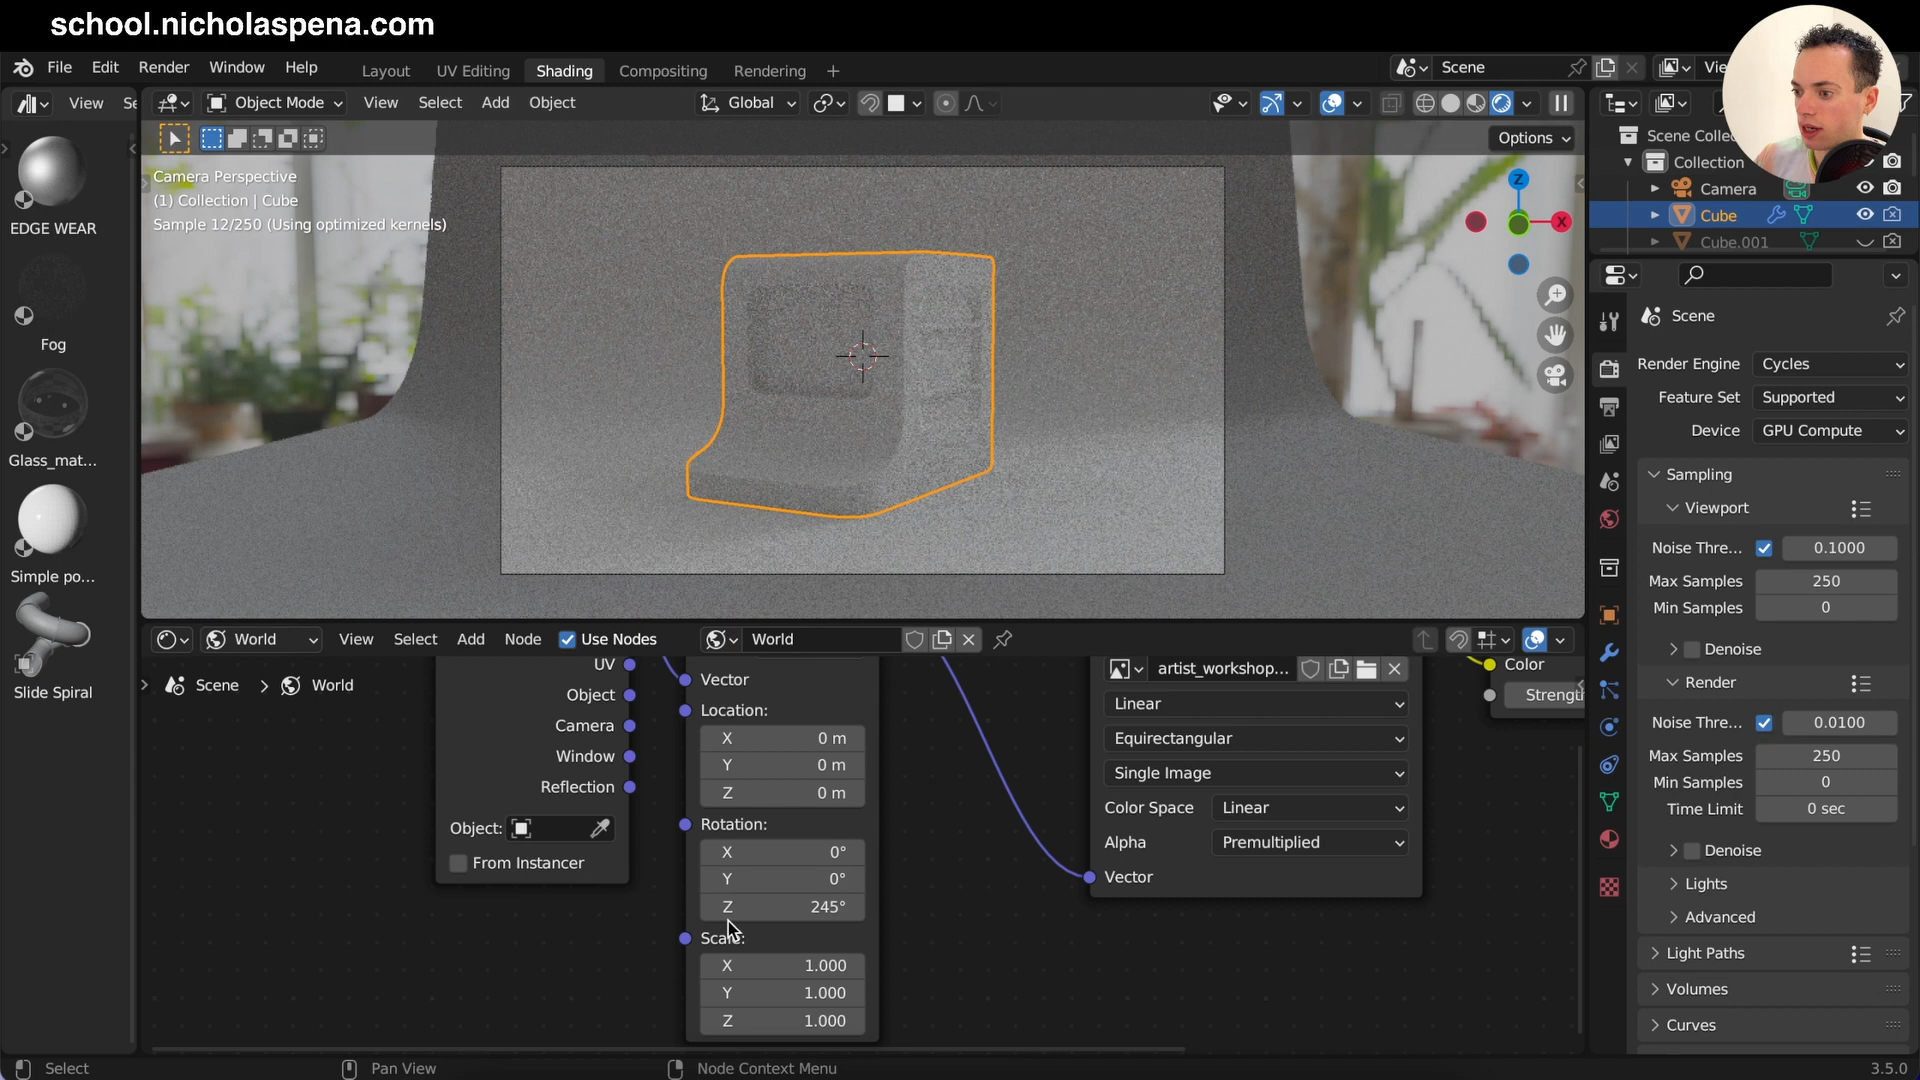 school.nicholaspena.com
File Edit Render Window Help
Layout UV Editing Shading Compositing Rendering +
Scene
View
Object Mode View Select Add Object
Global
Options
EDGE WEAR
Fog
Glass_mat...
Simple po...
Slide Spiral
Camera Perspective
(1) Collection | Cube
Sample 12/250 (Using optimized kernels)
Z
X
Collection
Camera
Cube
Cube.001
Scene
Render Engine Cycles
Feature Set Supported
Device GPU Compute
Sampling
Viewport
Noise Thre... 0.1000
Max Samples 250
Min Samples 0
Denoise
Render
Noise Thre... 0.0100
Max Samples 250
Min Samples 0
Time Limit 0 sec
Denoise
Lights
Advanced
Light Paths
Volumes
Curves
World View Select Add Node Use Nodes World
Scene > World
UV
Object
Camera
Window
Reflection
Object:
From Instancer
Vector
Location:
X 0 m
Y 0 m
Z 0 m
Rotation:
X 0°
Y 0°
Z 245°
Scale:
X 1.000
Y 1.000
Z 1.000
artist_workshop...
Linear
Equirectangular
Single Image
Color Space Linear
Alpha Premultiplied
Vector
Color
Select Pan View Node Context Menu 3.5.0